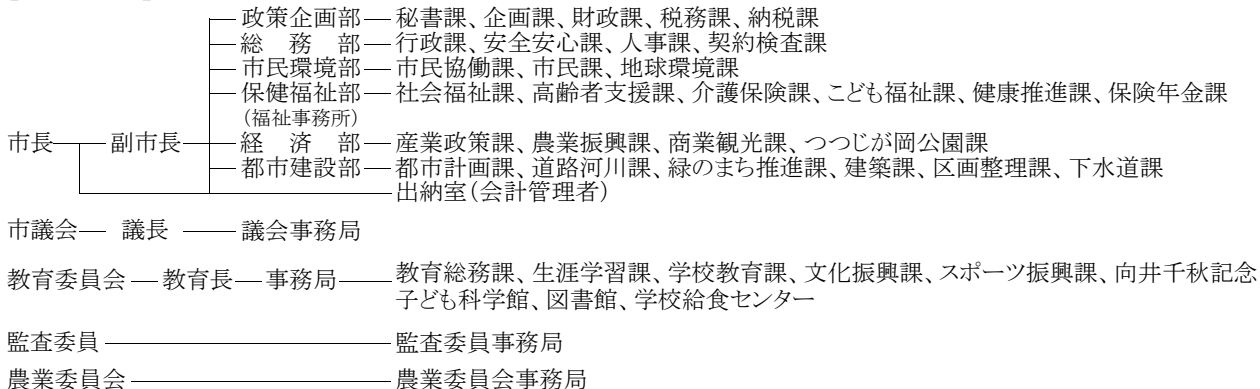 政策企画部 秘書課、企画課、財政課、税務課、納税課
総務部 行政課、安全安心課、人事課、契約検査課
市民環境部 市民協働課、市民課、地球環境課
保健福祉部 社会福祉課、高齢者支援課、介護保険課、こども福祉課、健康推進課、保険年金課
(福祉事務所)
市長 副市長 経済部 産業政策課、農業振興課、商業観光課、つつじが岡公園課
都市建設部 都市計画課、道路河川課、緑のまち推進課、建築課、区画整理課、下水道課
出納室(会計管理者)
市議会 議長 議会事務局
教育委員会 教育長 事務局 教育総務課、生涯学習課、学校教育課、文化振興課、スポーツ振興課、向井千秋記念
子ども科学館、図書館、学校給食センター
監査委員 監査委員事務局
農業委員会 農業委員会事務局